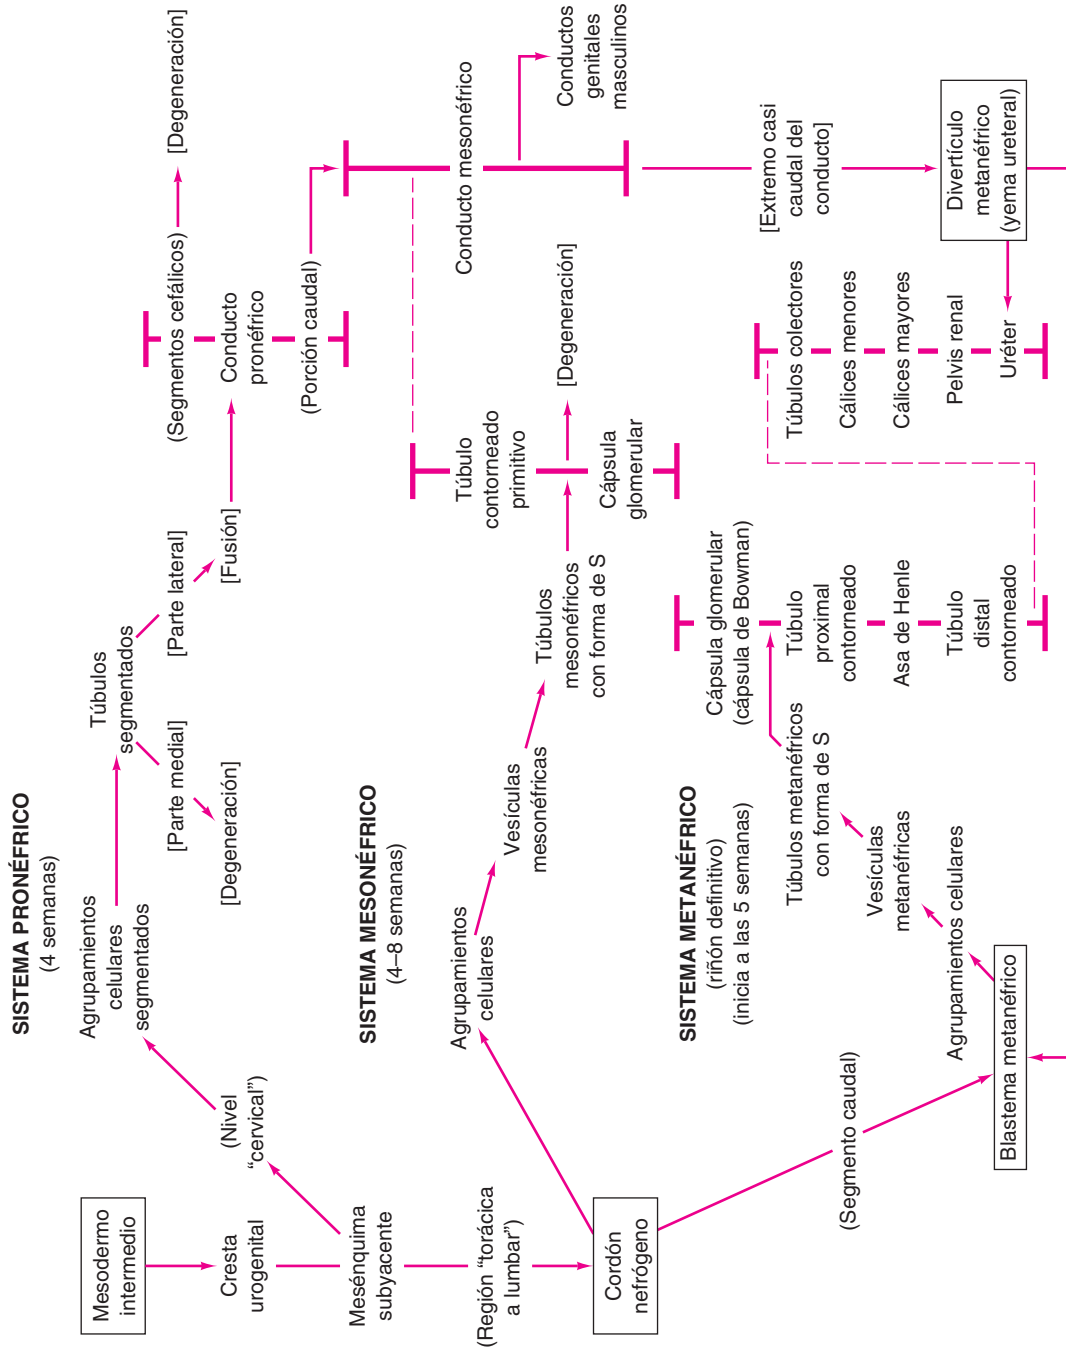 SISTEMA PRONÉFRICO
(4 semanas)
Mesodermo
intermedio
Cresta
urogenital
Mesénquima
subyacente
(Nivel
“cervical”)
Agrupamientos
celulares
segmentados
Túbulos
segmentados
[Parte medial]
[Degeneración]
[Parte lateral]
[Fusión]
(Segmentos cefálicos)
[Degeneración]
Conducto
pronéfrico
(Porción caudal)
(Región “torácica
a lumbar”)
Cordón
nefrógeno
SISTEMA MESONÉFRICO
(4–8 semanas)
Agrupamientos
celulares
Vesículas
mesonéfricas
Túbulos
mesonéfricos
con forma de S
Túbulo
contorneado
primitivo
Cápsula
glomerular
[Degeneración]
Conducto mesonéfrico
Conductos
genitales
masculinos
SISTEMA METANÉFRICO
(riñón definitivo)
(inicia a las 5 semanas)
(Segmento caudal)
Blastema metanéfrico
Agrupamientos celulares
Vesículas
metanéfricas
Túbulos metanéfricos
con forma de S
Cápsula glomerular
(cápsula de Bowman)
Túbulo
proximal
contorneado
Asa de Henle
Túbulo
distal
contorneado
Túbulos colectores
Cálices menores
Cálices mayores
Pelvis renal
Uréter
[Extremo casi
caudal del
conducto]
Divertículo
metanéfrico
(yema ureteral)